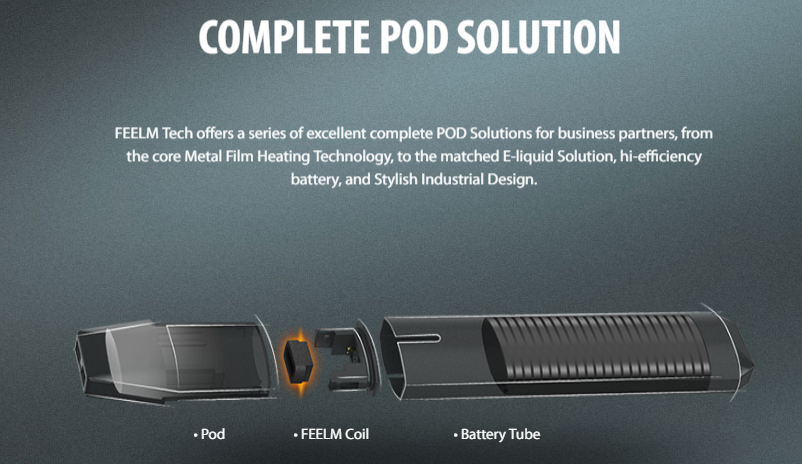 COMPLETE POD SOLUTION
FEELM Tech offers a series of excellent complete POD Solutions for business partners, from
the core Metal Film Heating Technology, to the matched E-liquid Solution, hi-efficiency
battery, and Stylish Industrial Design.
• Pod
• FEELM Coil
• Battery Tube